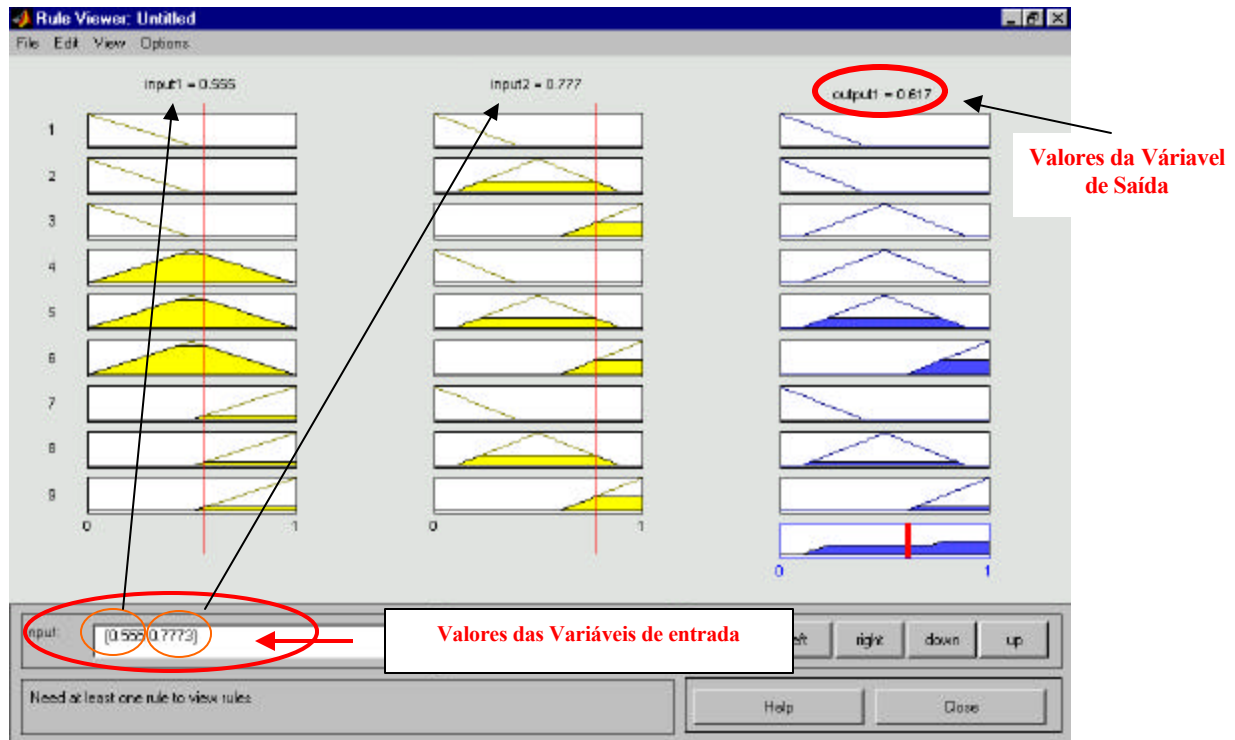 Rule Viewer: Untitled
File Edit View Options
input1 = 0.555
input2 = 0.777
output1 = 0.617
Valores da Váriavel
de Saída
1
2
3
4
5
6
7
8
9
0 1
0 1
0 1
Input:
[0.555 0.7773]
Valores das Variáveis de entrada
left
right
down
up
Need at least one rule to view rules
Help
Close